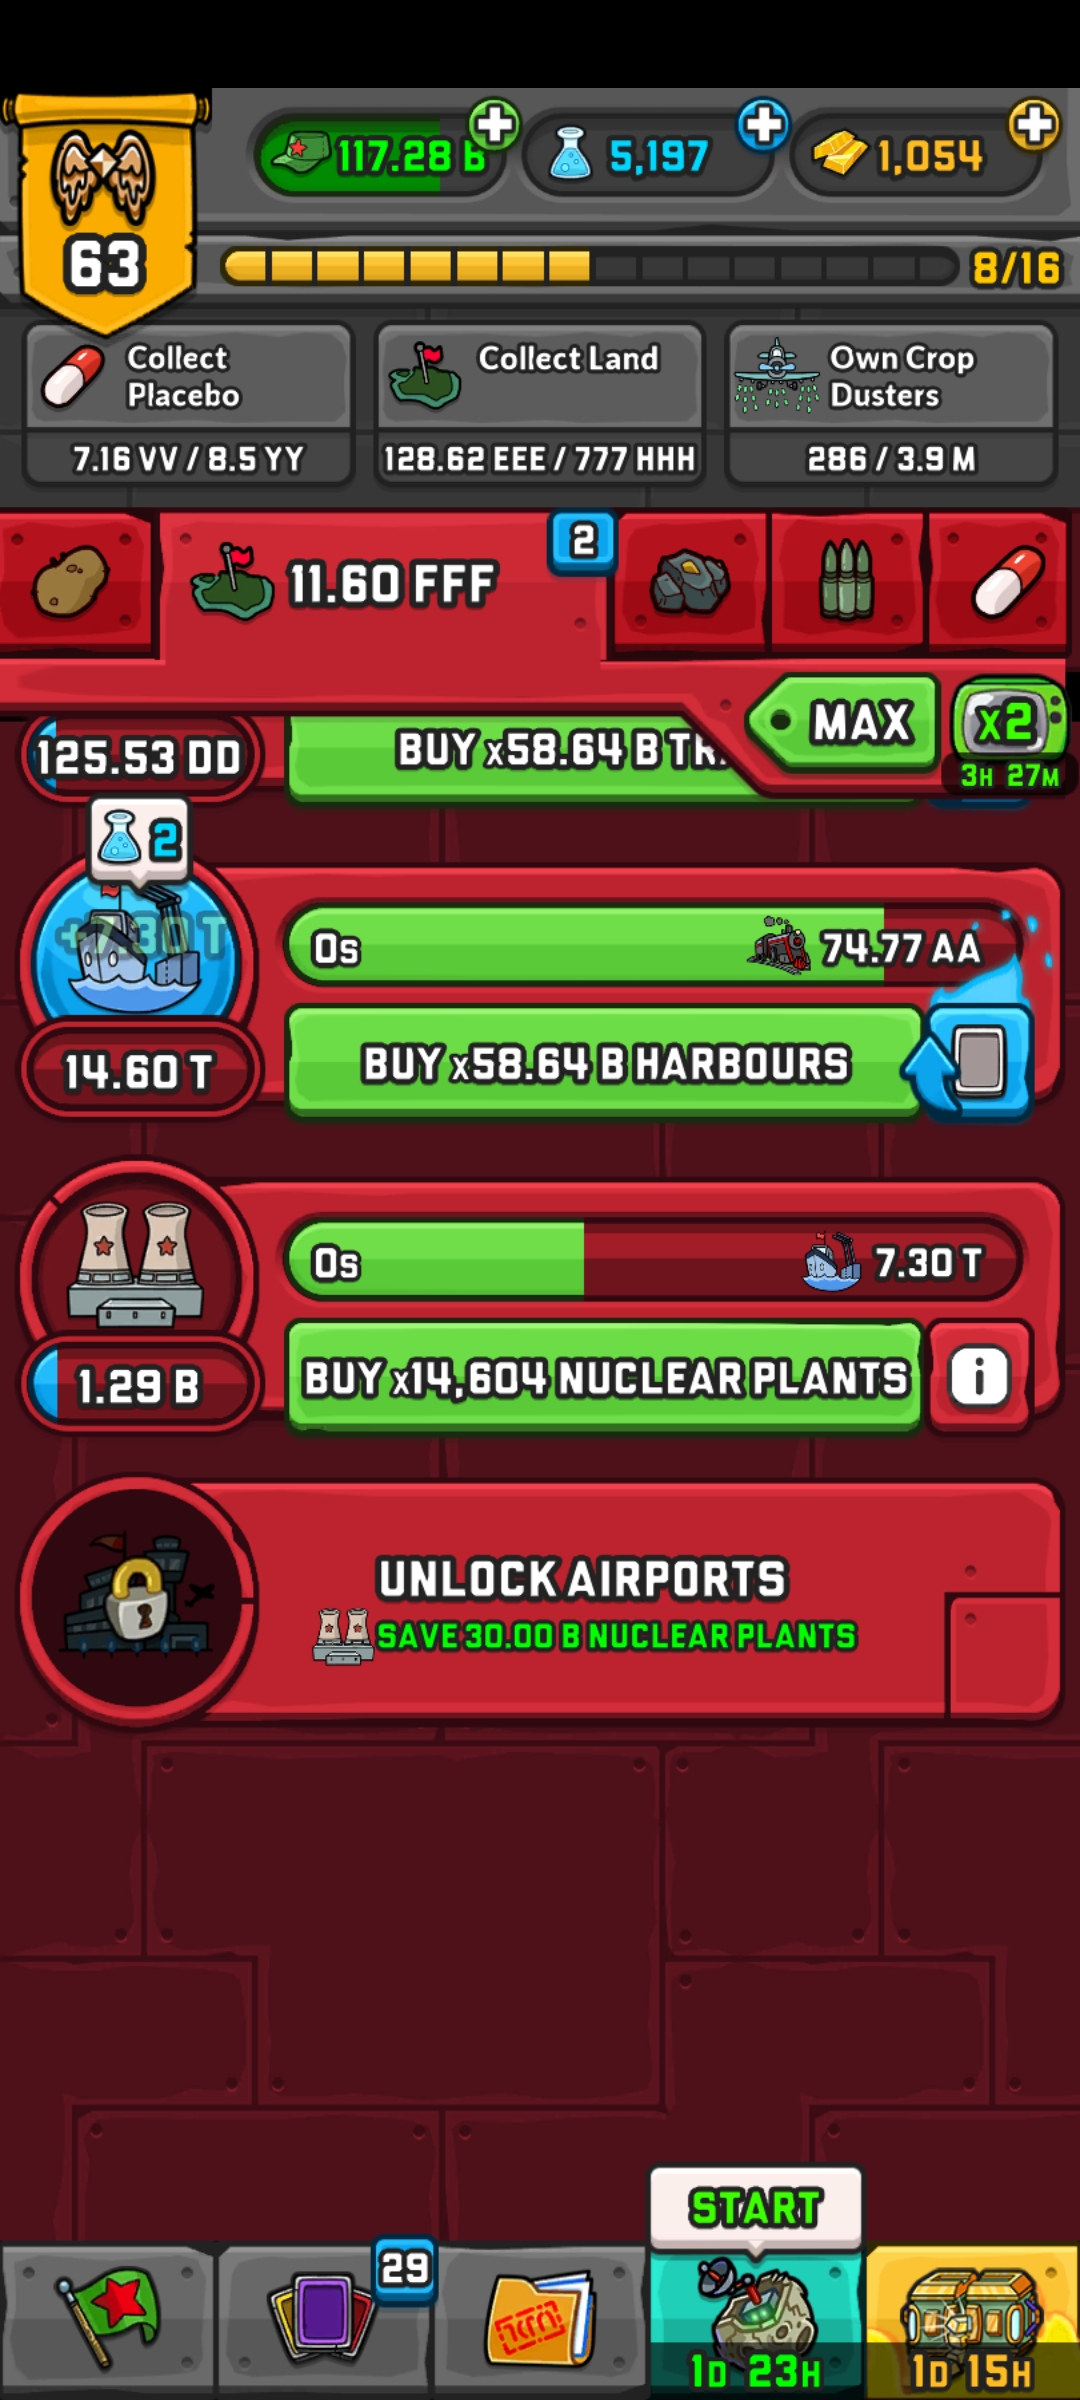 117.28 B
5,197
1,054
63
8/16
Collect
Placebo
7.16 VV / 8.5 YY
Collect Land
128.62 EEE / 777 HHH
Own Crop
Dusters
286 / 3.9 M
11.60 FFF
2
MAX
x2
3H 27M
125.53 DD
BUY x58.64 B TR
2
+7.30 T
0s
74.77 AA
14.60 T
BUY x58.64 B HARBOURS
0s
7.30 T
1.29 B
BUY x14,604 NUCLEAR PLANTS
i
UNLOCK AIRPORTS
SAVE 30.00 B NUCLEAR PLANTS
START
29
1D 23H
1D 15H